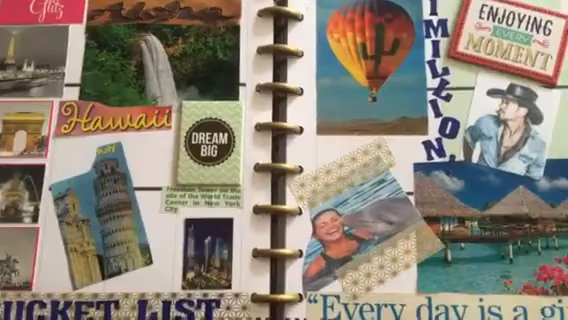 Glitz
Hawaii
Italy
DREAM
BIG
Freedom Tower on the
site of the World Trade
Center in New York
City
UCKET LIST
ENJOYING
EVERY
MOMENT
"Every day is a gi